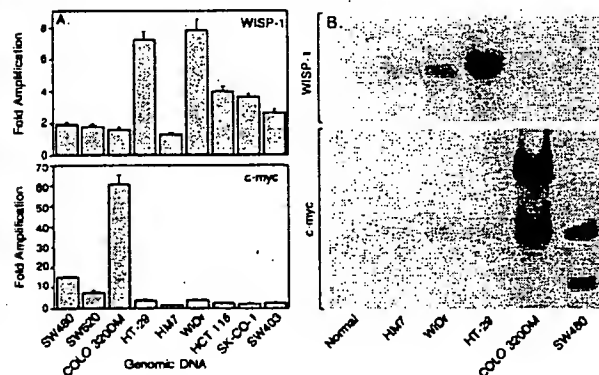 A.
WISP-1
Fold Amplification
8
6
4
2
0
c-myc
Fold Amplification
75
60
50
40
30
20
10
0
SW480
SW620
COLO 320DM
HT-29
HM7
WiDr
HCT 116
SK-CO-1
SW403
Genomic DNA
B.
WISP-1
c-myc
Normal
HM7
WiDr
HT-29
COLO 320DM
SW480